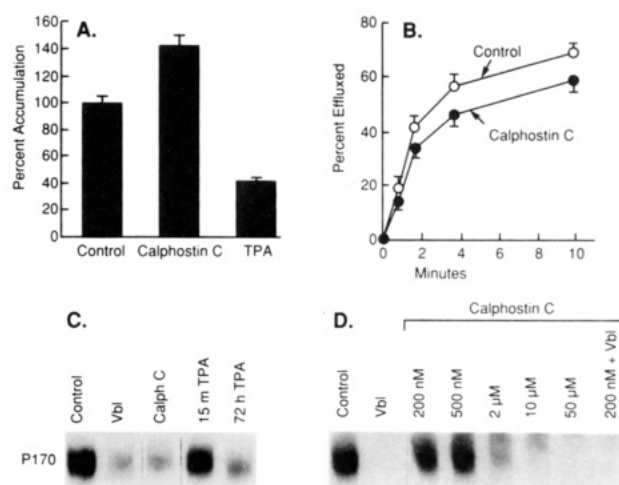 A.
Percent Accumulation
160
140
120
100
80
60
40
20
0
Control
Calphostin C
TPA
B.
Percent Effluxed
80
60
40
20
0
Control
Calphostin C
0 2 4 6 8 10
Minutes
C.
Control
Vbl
Calph C
15 m TPA
72 h TPA
P170
D.
Calphostin C
Control
Vbl
200 nM
500 nM
2 µM
10 µM
50 µM
200 nM + Vbl